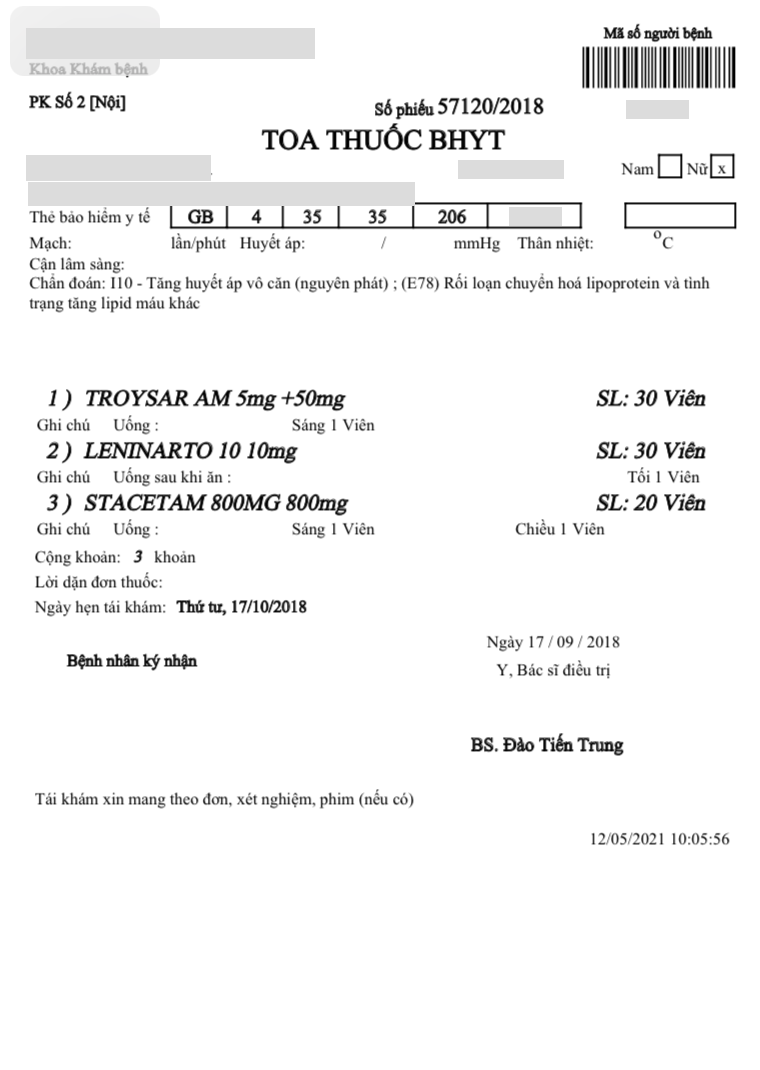 Mã số người bệnh
Khoa Khám bệnh
PK Số 2 [Nội]
Số phiếu 57120/2018
TOA THUỐC BHYT
Nam Nữ x
Thẻ bảo hiểm y tế GB 4 35 35 206
Mạch: lần/phút Huyết áp: / mmHg Thân nhiệt: °C
Cận lâm sàng:
Chẩn đoán: I10 - Tăng huyết áp vô căn (nguyên phát) ; (E78) Rối loạn chuyển hoá lipoprotein và tình
trạng tăng lipid máu khác
1 ) TROYSAR AM 5mg +50mg SL: 30 Viên
Ghi chú Uống : Sáng 1 Viên
2 ) LENINARTO 10 10mg SL: 30 Viên
Ghi chú Uống sau khi ăn : Tối 1 Viên
3 ) STACETAM 800MG 800mg SL: 20 Viên
Ghi chú Uống : Sáng 1 Viên Chiều 1 Viên
Cộng khoản: 3 khoản
Lời dặn đơn thuốc:
Ngày hẹn tái khám: Thứ tư, 17/10/2018
Ngày 17 / 09 / 2018
Bệnh nhân ký nhận
Y, Bác sĩ điều trị
BS. Đào Tiến Trung
Tái khám xin mang theo đơn, xét nghiệm, phim (nếu có)
12/05/2021 10:05:56